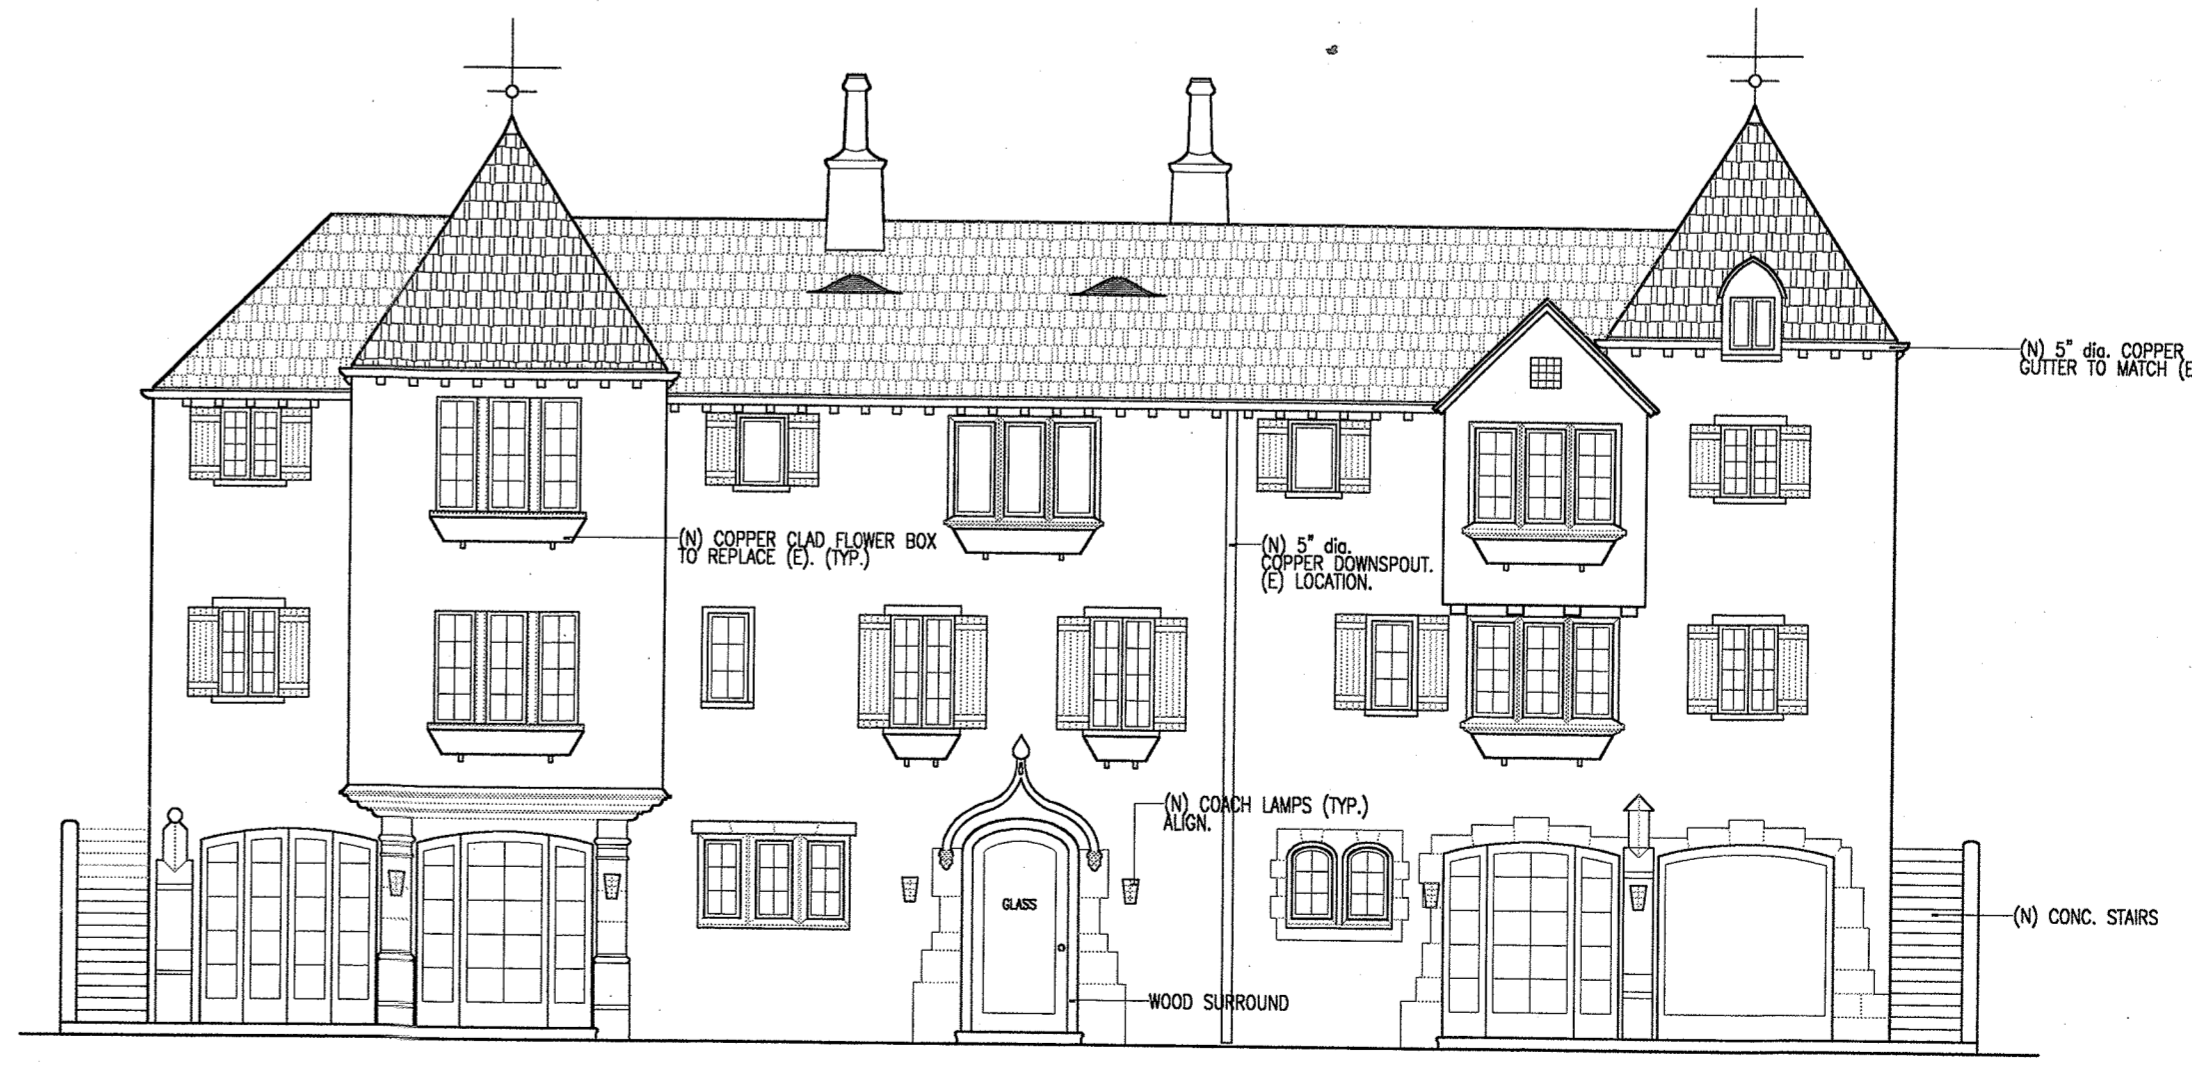 (N) 5" dia. COPPER
GUTTER TO MATCH (E
(N) COPPER CLAD FLOWER BOX
TO REPLACE (E). (TYP.)
(N) 5" dia.
COPPER DOWNSPOUT.
(E) LOCATION.
(N) COACH LAMPS (TYP.)
ALIGN.
GLASS
(N) CONC. STAIRS
WOOD SURROUND